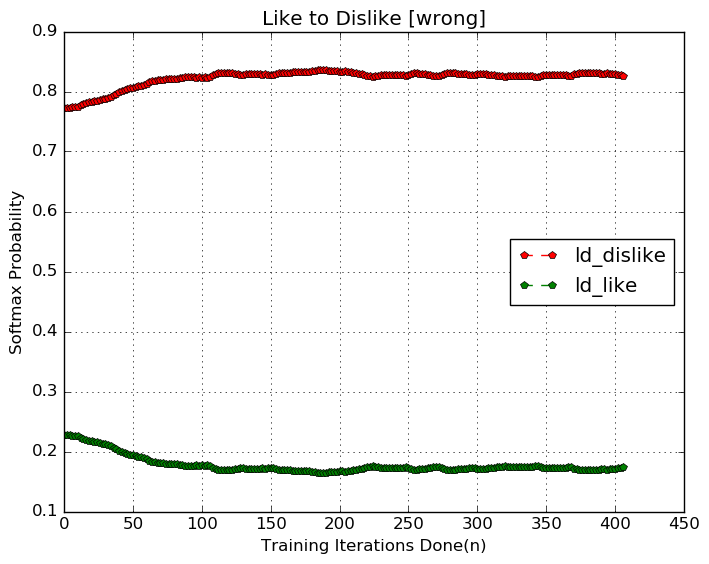 Like to Dislike [wrong]
0.9
0.8
0.7
0.6
0.5
0.4
0.3
0.2
0.1
Softmax Probability
ld_dislike
ld_like
0 50 100 150 200 250 300 350 400 450
Training Iterations Done(n)